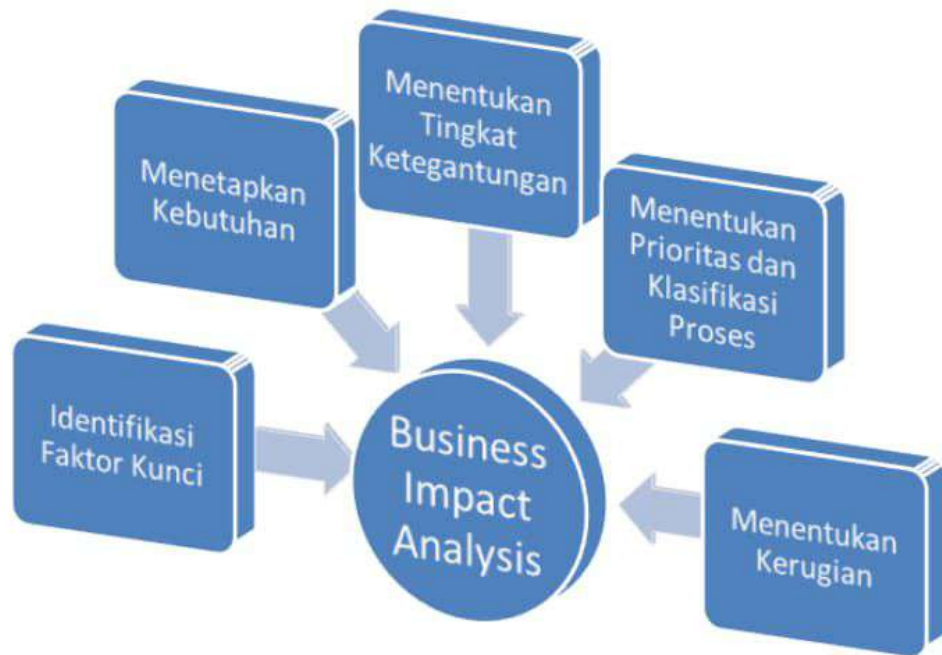 Identifikasi
Faktor Kunci
Menetapkan
Kebutuhan
Menentukan
Tingkat
Ketegantungan
Menentukan
Prioritas dan
Klasifikasi
Proses
Menentukan
Kerugian
Business
Impact
Analysis